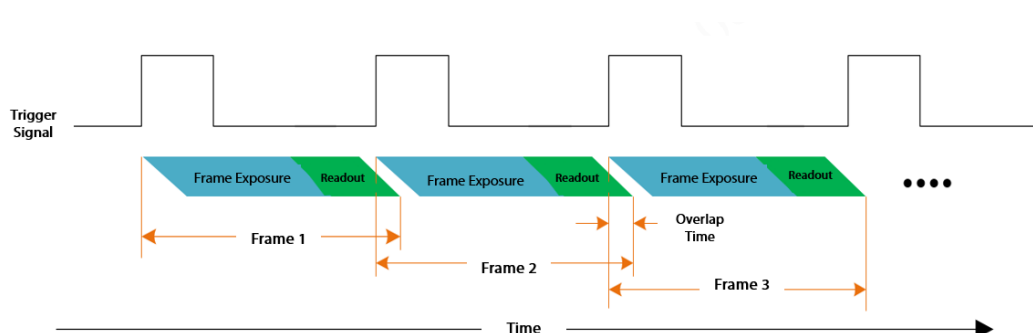 Trigger
Signal
Frame Exposure
Readout
Frame Exposure
Readout
Frame Exposure
Readout
Overlap
Time
Frame 1
Frame 2
Frame 3
Time